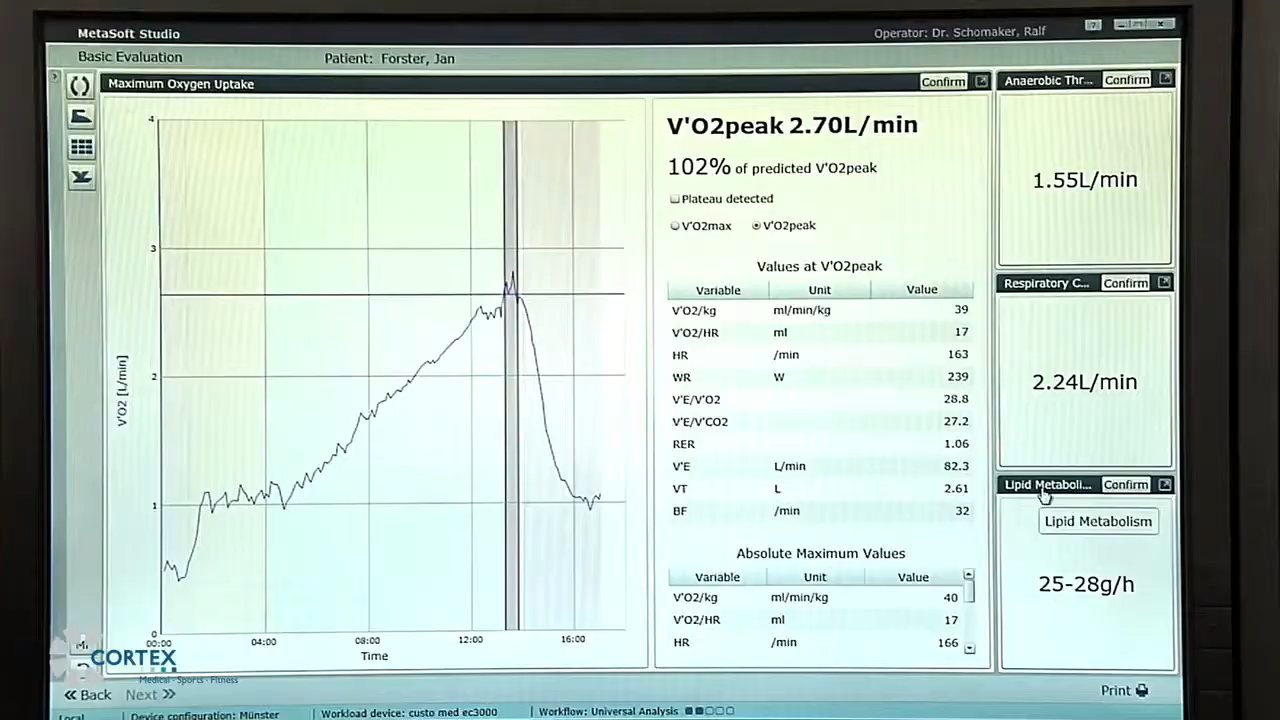 MetaSoft Studio
Operator: Dr. Schomaker, Ralf
Basic Evaluation
Patient: Forster, Jan
Maximum Oxygen Uptake
Confirm
4
3
2
1
0
V'O2 [L/min]
00:00 04:00 08:00 12:00 16:00
Time
V'O2peak 2.70L/min
102% of predicted V'O2peak
Plateau detected
V'O2max V'O2peak
Values at V'O2peak
Variable Unit Value
V'O2/kg ml/min/kg 39
V'O2/HR ml 17
HR /min 163
WR W 239
V'E/V'O2 28.8
V'E/V'CO2 27.2
RER 1.06
V'E L/min 82.3
VT L 2.61
BF /min 32
Absolute Maximum Values
Variable Unit Value
V'O2/kg ml/min/kg 40
V'O2/HR ml 17
HR /min 166
Anaerobic Thr... Confirm
1.55L/min
Respiratory C... Confirm
2.24L/min
Lipid Metaboli... Confirm
Lipid Metabolism
25-28g/h
CORTEX
Medical - Sports - Fitness
Back Next
Print
Local
Device configuration: Münster
Workload device: custo med ec3000
Workflow: Universal Analysis